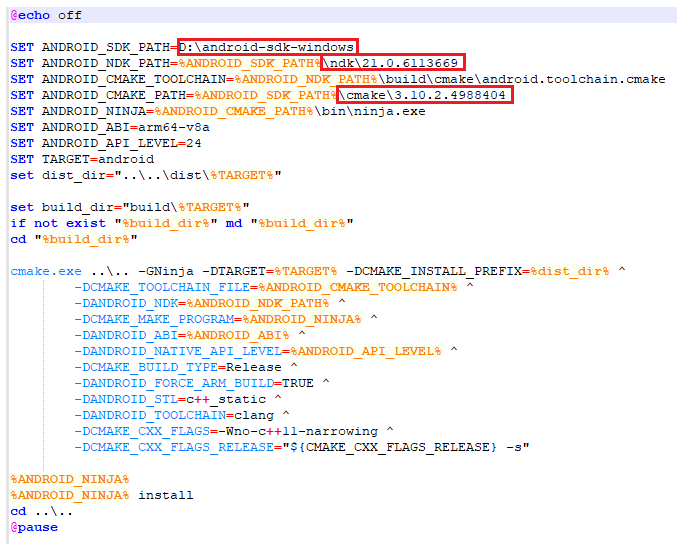 @echo off
SET ANDROID_SDK_PATH=D:\android-sdk-windows
SET ANDROID_NDK_PATH=%ANDROID_SDK_PATH%\ndk\21.0.6113669
SET ANDROID_CMAKE_TOOLCHAIN=%ANDROID_NDK_PATH%\build\cmake\android.toolchain.cmake
SET ANDROID_CMAKE_PATH=%ANDROID_SDK_PATH%\cmake\3.10.2.4988404
SET ANDROID_NINJA=%ANDROID_CMAKE_PATH%\bin\ninja.exe
SET ANDROID_ABI=arm64-v8a
SET ANDROID_API_LEVEL=24
SET TARGET=android
set dist_dir="..\..\dist\%TARGET%"
set build_dir="build\%TARGET%"
if not exist "%build_dir%" md "%build_dir%"
cd "%build_dir%"
cmake.exe ..\.. -GNinja -DTARGET=%TARGET% -DCMAKE_INSTALL_PREFIX=%dist_dir% ^
-DCMAKE_TOOLCHAIN_FILE=%ANDROID_CMAKE_TOOLCHAIN% ^
-DANDROID_NDK=%ANDROID_NDK_PATH% ^
-DCMAKE_MAKE_PROGRAM=%ANDROID_NINJA% ^
-DANDROID_ABI=%ANDROID_ABI% ^
-DANDROID_NATIVE_API_LEVEL=%ANDROID_API_LEVEL% ^
-DCMAKE_BUILD_TYPE=Release ^
-DANDROID_FORCE_ARM_BUILD=TRUE ^
-DANDROID_STL=c++_static ^
-DANDROID_TOOLCHAIN=clang ^
-DCMAKE_CXX_FLAGS=-Wno-c++11-narrowing ^
-DCMAKE_CXX_FLAGS_RELEASE="${CMAKE_CXX_FLAGS_RELEASE} -s"
%ANDROID_NINJA%
%ANDROID_NINJA% install
cd ..\..
@pause